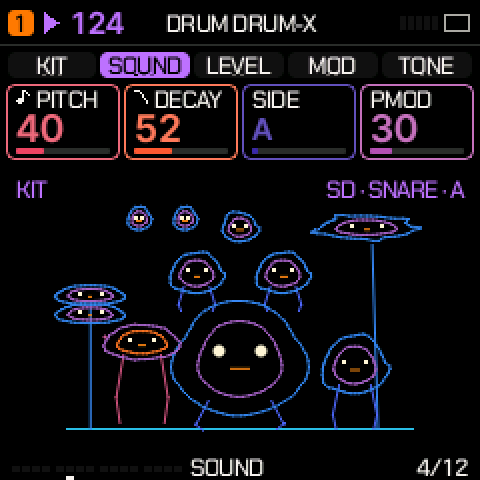 1 124 DRUM DRUM-X
KIT SOUND LEVEL MOD TONE
PITCH DECAY SIDE PMOD
40 52 A 30
KIT SD·SNARE·A
SOUND 4/12